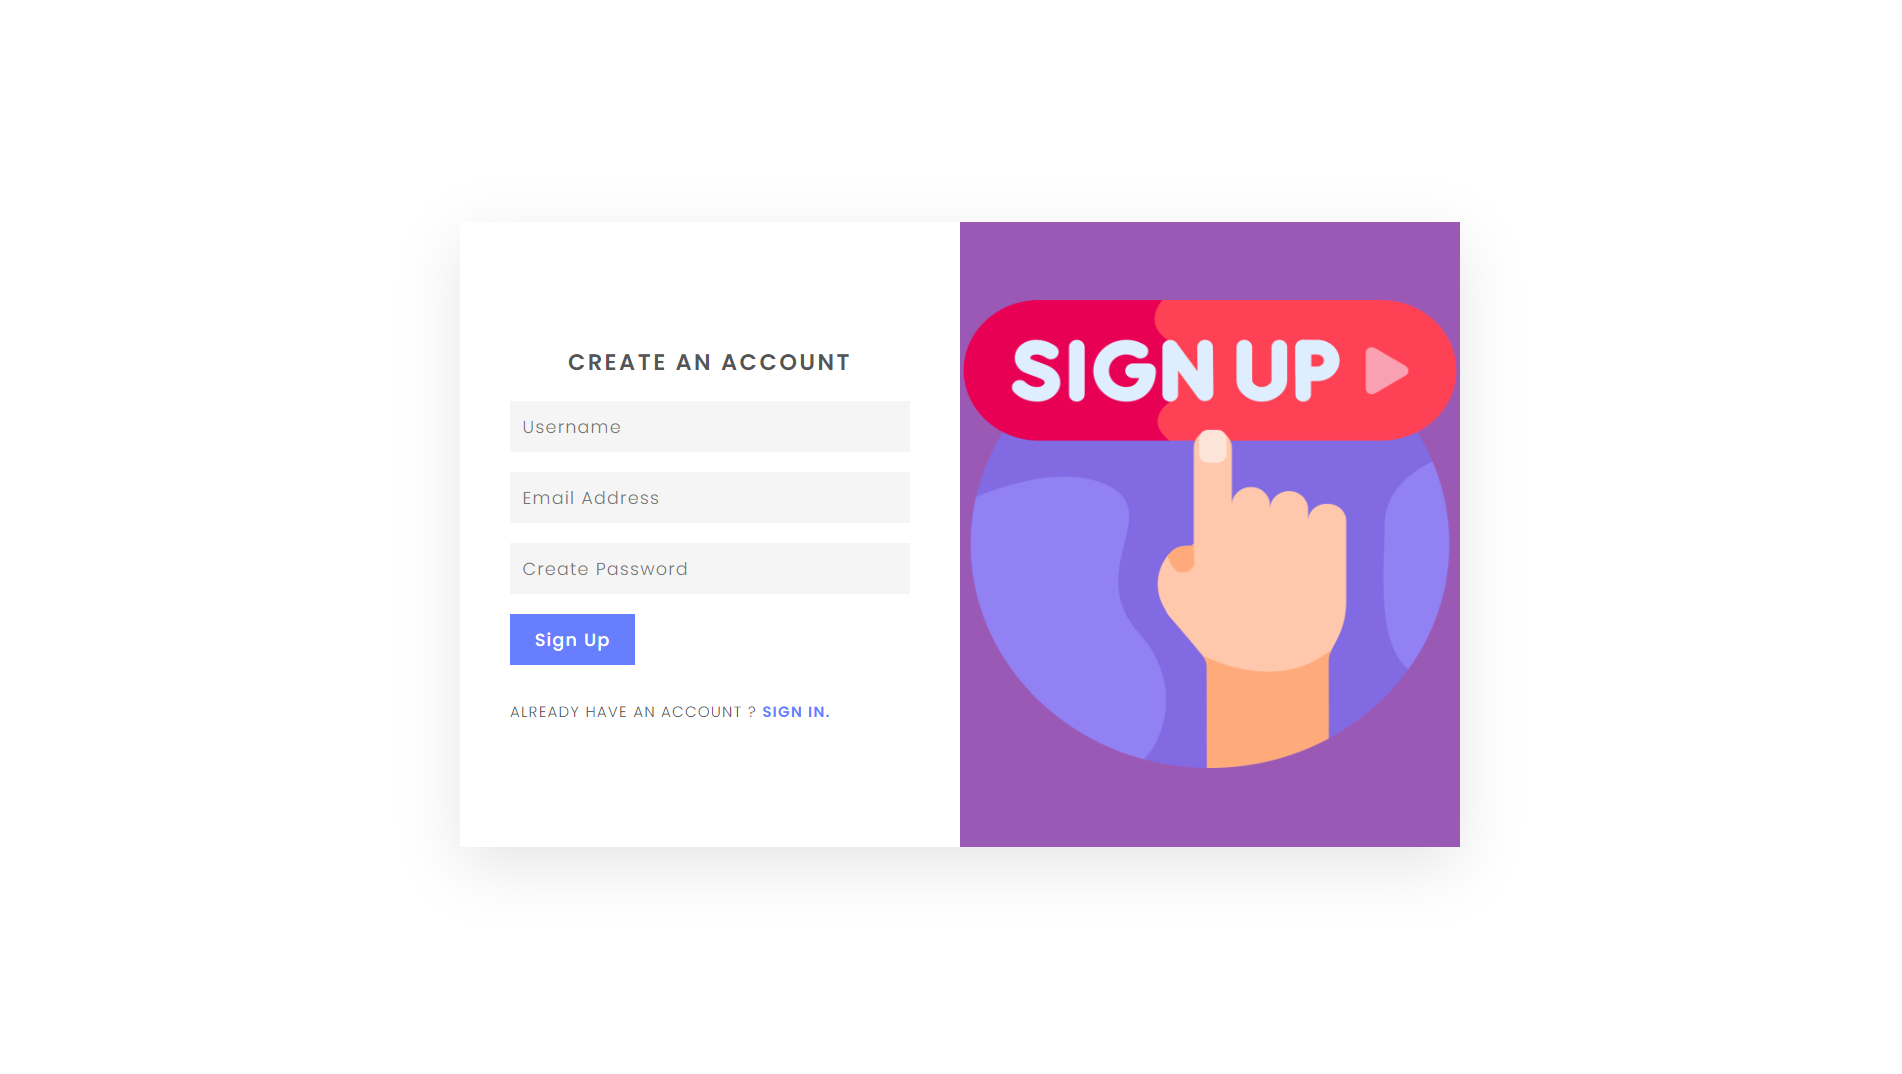 CREATE AN ACCOUNT
Username
Email Address
Create Password
Sign Up
ALREADY HAVE AN ACCOUNT ? SIGN IN.
SIGN UP